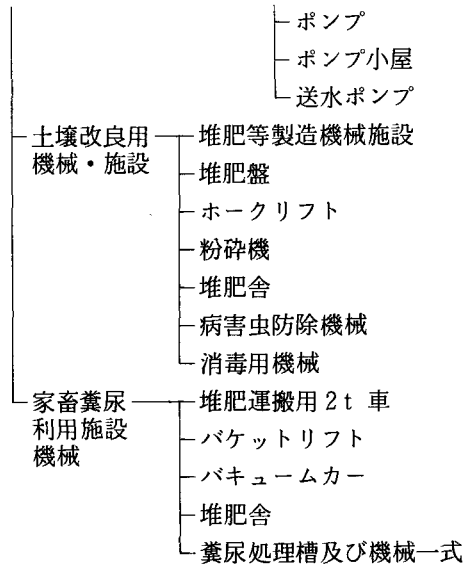 ポンプ
ポンプ小屋
送水ポンプ
土壌改良用
機械・施設
堆肥等製造機械施設
堆肥盤
ホークリフト
粉砕機
堆肥舎
病害虫防除機械
消毒用機械
家畜糞尿
利用施設
機械
堆肥運搬用2t 車
バケットリフト
バキュームカー
堆肥舎
糞尿処理槽及び機械一式